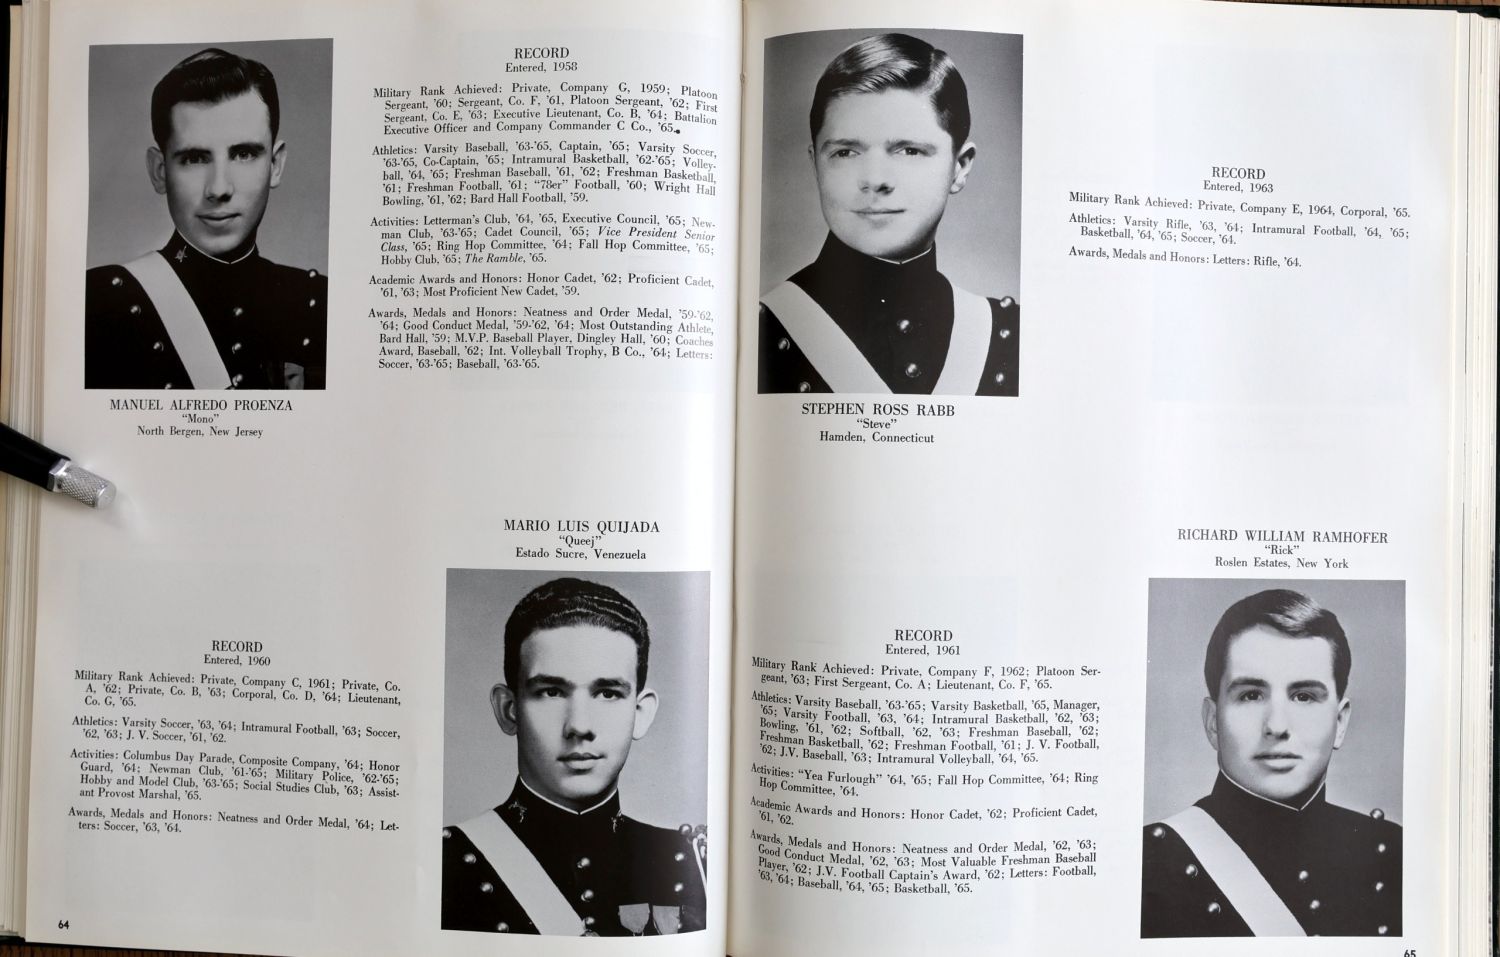 RECORD
Entered, 1958
Military Rank Achieved: Private, Company G, 1959; Platoon
Sergeant, '60; Sergeant, Co. F, '61, Platoon Sergeant, '62; First
Sergeant, Co. E, '63; Executive Lieutenant, Co. B, '64; Battalion
Executive Officer and Company Commander C Co., '65.
Athletics: Varsity Baseball, '63-'65, Captain, '65; Varsity Soccer,
'63-'65, Co-Captain, '65; Intramural Basketball, '62-'65; Volley-
ball, '64, '65; Freshman Baseball, '61, '62; Freshman Basketball,
'61; Freshman Football, '61; "78er" Football, '60; Wright Hall
Bowling, '61, '62; Bard Hall Football, '59.
Activities: Letterman's Club, '64, '65, Executive Council, '65; New-
man Club, '63-'65; Cadet Council, '65; Vice President Senior
Class, '65; Ring Hop Committee, '64; Fall Hop Committee, '65;
Hobby Club, '65; The Ramble, '65.
Academic Awards and Honors: Honor Cadet, '62; Proficient Cadet,
'61, '63; Most Proficient New Cadet, '59.
Awards, Medals and Honors: Neatness and Order Medal, '59-'62,
'64; Good Conduct Medal, '59-'62, '64; Most Outstanding Athlete,
Bard Hall, '59; M.V.P. Baseball Player, Dingley Hall, '60; Coaches
Award, Baseball, '62; Int. Volleyball Trophy, B Co., '64; Letters:
Soccer, '63-'65; Baseball, '63-'65.
MANUEL ALFREDO PROENZA
"Mono"
North Bergen, New Jersey
MARIO LUIS QUIJADA
"Queej"
Estado Sucre, Venezuela
RECORD
Entered, 1960
Military Rank Achieved: Private, Company C, 1961; Private, Co.
A, '62; Private, Co. B, '63; Corporal, Co. D, '64; Lieutenant,
Co. G, '65.
Athletics: Varsity Soccer, '63, '64; Intramural Football, '63; Soccer,
'62, '63; J. V. Soccer, '61, '62.
Activities: Columbus Day Parade, Composite Company, '64; Honor
Guard, '64; Newman Club, '61-'65; Military Police, '62-'65;
Hobby and Model Club, '63-'65; Social Studies Club, '63; Assist-
ant Provost Marshal, '65.
Awards, Medals and Honors: Neatness and Order Medal, '64; Let-
ters: Soccer, '63, '64.
64
STEPHEN ROSS RABB
"Steve"
Hamden, Connecticut
RECORD
Entered, 1963
Military Rank Achieved: Private, Company E, 1964, Corporal, '65.
Athletics: Varsity Rifle, '63, '64; Intramural Football, '64, '65;
Basketball, '64, '65; Soccer, '64.
Awards, Medals and Honors: Letters: Rifle, '64.
RICHARD WILLIAM RAMHOFER
"Rick"
Roslen Estates, New York
RECORD
Entered, 1961
Military Rank Achieved: Private, Company F, 1962; Platoon Ser-
geant, '63; First Sergeant, Co. A; Lieutenant, Co. F, '65.
Athletics: Varsity Baseball, '63-'65; Varsity Basketball, '65, Manager,
'65; Varsity Football, '63, '64; Intramural Basketball, '62, '63;
Bowling, '61, '62; Softball, '62, '63; Freshman Baseball, '62;
Freshman Basketball, '62; Freshman Football, '61; J. V. Football,
'62; J.V. Baseball, '63; Intramural Volleyball, '64, '65.
Activities: "Yea Furlough" '64, '65; Fall Hop Committee, '64; Ring
Hop Committee, '64.
Academic Awards and Honors: Honor Cadet, '62; Proficient Cadet,
'61, '62.
Awards, Medals and Honors: Neatness and Order Medal, '62, '63;
Good Conduct Medal, '62, '63; Most Valuable Freshman Baseball
Player, '62; J.V. Football Captain's Award, '62; Letters: Football,
'63, '64; Baseball, '64, '65; Basketball, '65.
65